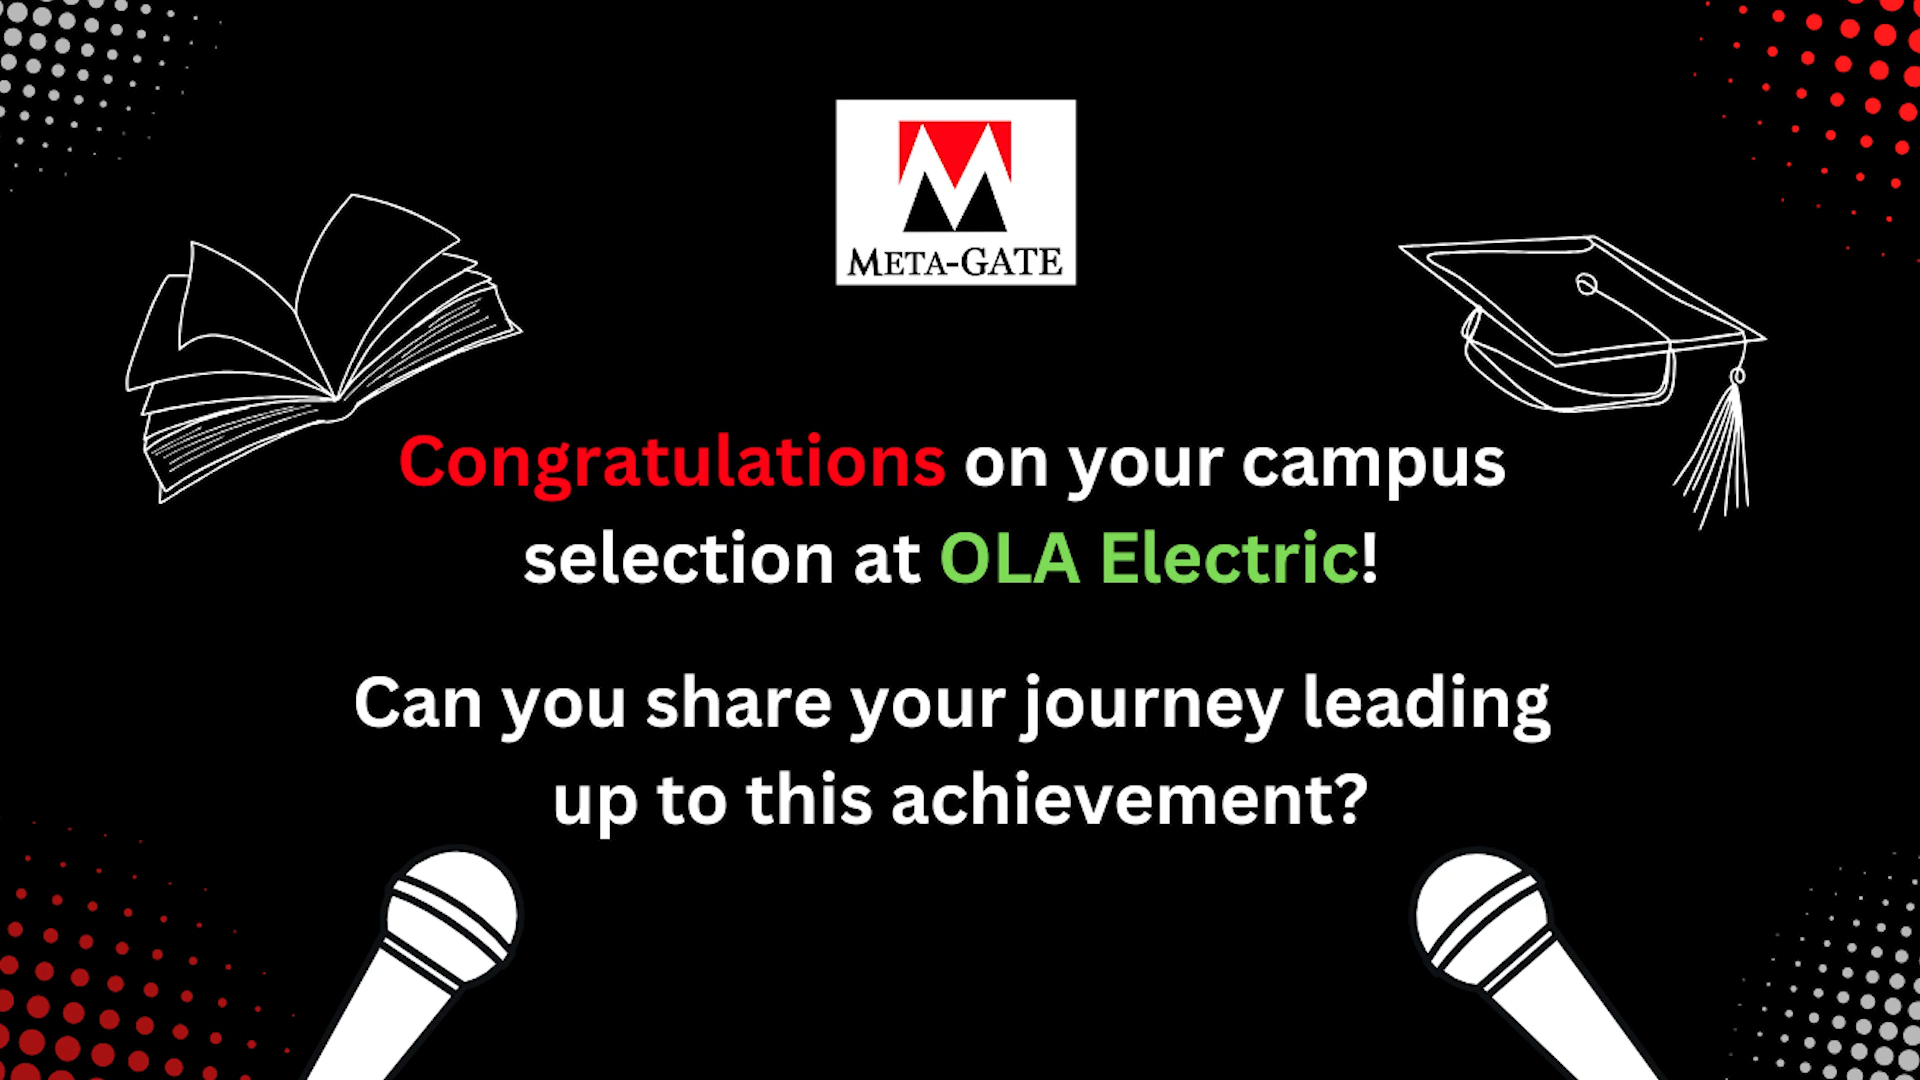 META-GATE
Congratulations on your campus
selection at OLA Electric!
Can you share your journey leading
up to this achievement?